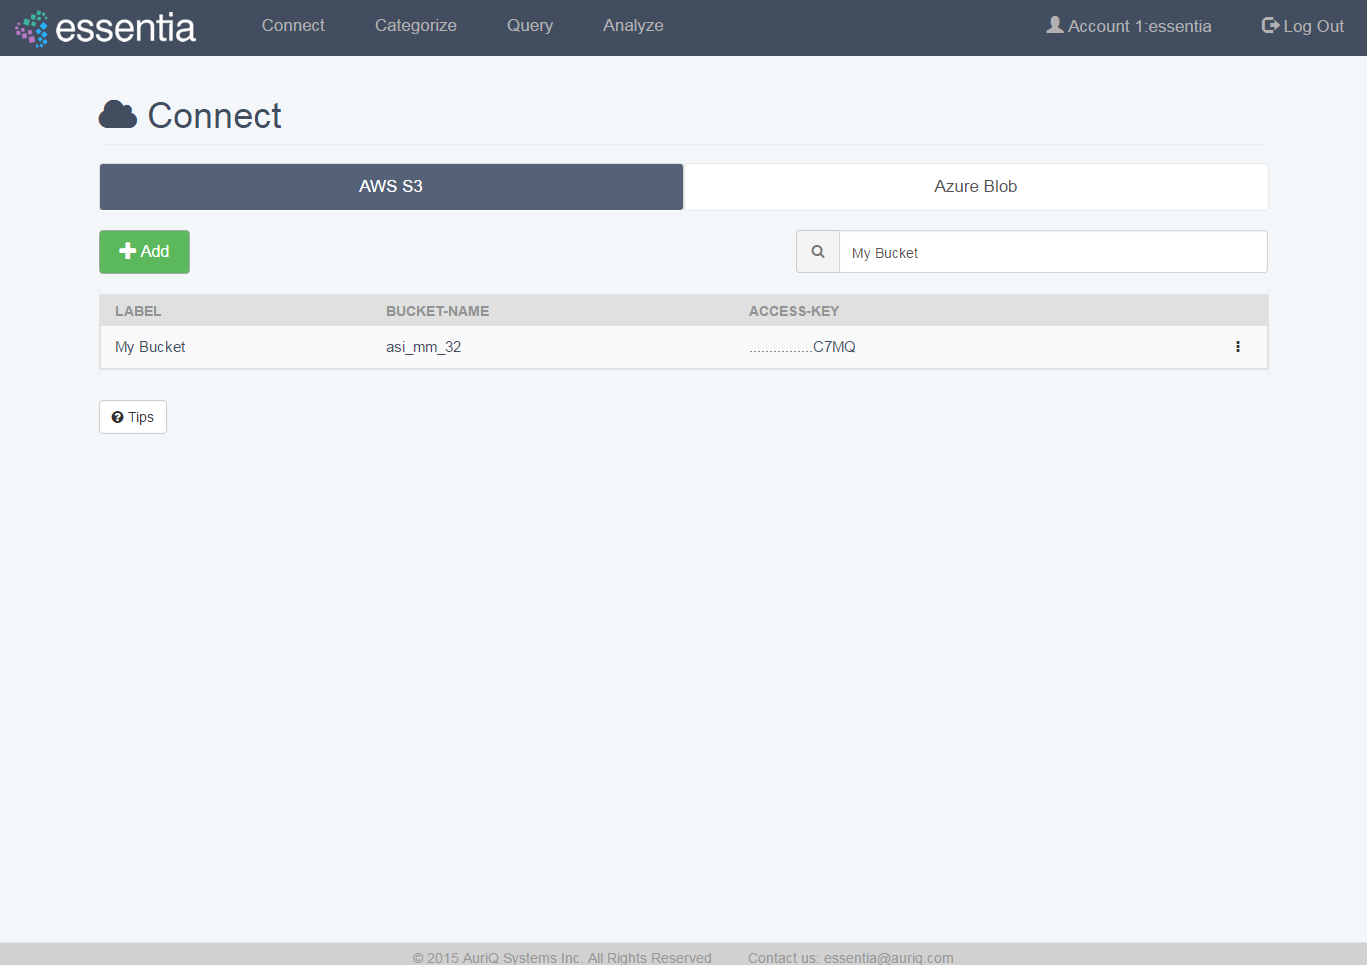 essentia Connect Categorize Query Analyze Account 1:essentia Log Out
Connect
AWS S3 Azure Blob
Add My Bucket
LABEL BUCKET-NAME ACCESS-KEY
My Bucket asi_mm_32 ................C7MQ
Tips
© 2015 AuriQ Systems Inc. All Rights Reserved Contact us: essentia@auriq.com